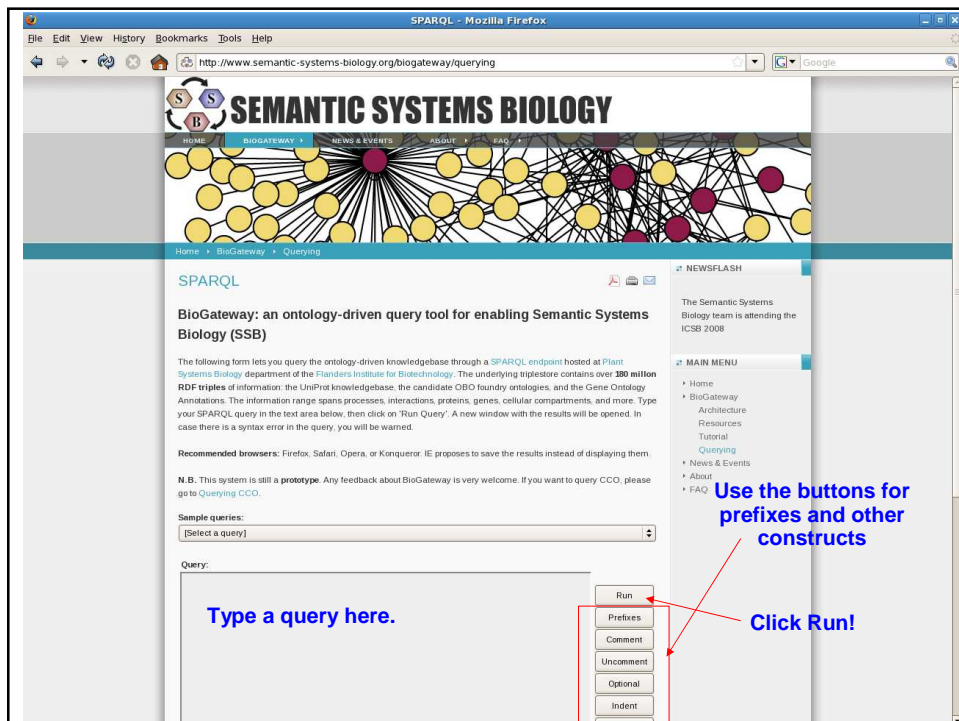 SPARQL - Mozilla Firefox
File Edit View History Bookmarks Tools Help
http://www.semantic-systems-biology.org/biogateway/querying
G Google
S S B
SEMANTIC SYSTEMS BIOLOGY
HOME BIOGATEWAY NEWS & EVENTS ABOUT FAQ
Home BioGateway Querying
SPARQL
BioGateway: an ontology-driven query tool for enabling Semantic Systems
Biology (SSB)
The following form lets you query the ontology-driven knowledgebase through a SPARQL endpoint hosted at Plant
Systems Biology department of the Flanders Institute for Biotechnology. The underlying triplestore contains over 180 millon
RDF triples of information: the UniProt knowledgebase, the candidate OBO foundry ontologies, and the Gene Ontology
Annotations. The information range spans processes, interactions, proteins, genes, cellular compartments, and more. Type
your SPARQL query in the text area below, then click on 'Run Query'. A new window with the results will be opened. In
case there is a syntax error in the query, you will be warned.
Recommended browsers: Firefox, Safari, Opera, or Konqueror. IE proposes to save the results instead of displaying them.
N.B. This system is still a prototype. Any feedback about BioGateway is very welcome. If you want to query CCO, please
go to Querying CCO.
Sample queries:
[Select a query]
Query:
Type a query here.
Run
Prefixes
Comment
Uncomment
Optional
Indent
NEWSFLASH
The Semantic Systems
Biology team is attending the
ICSB 2008
MAIN MENU
Home
BioGateway
Architecture
Resources
Tutorial
Querying
News & Events
About
FAQ
Use the buttons for
prefixes and other
constructs
Click Run!